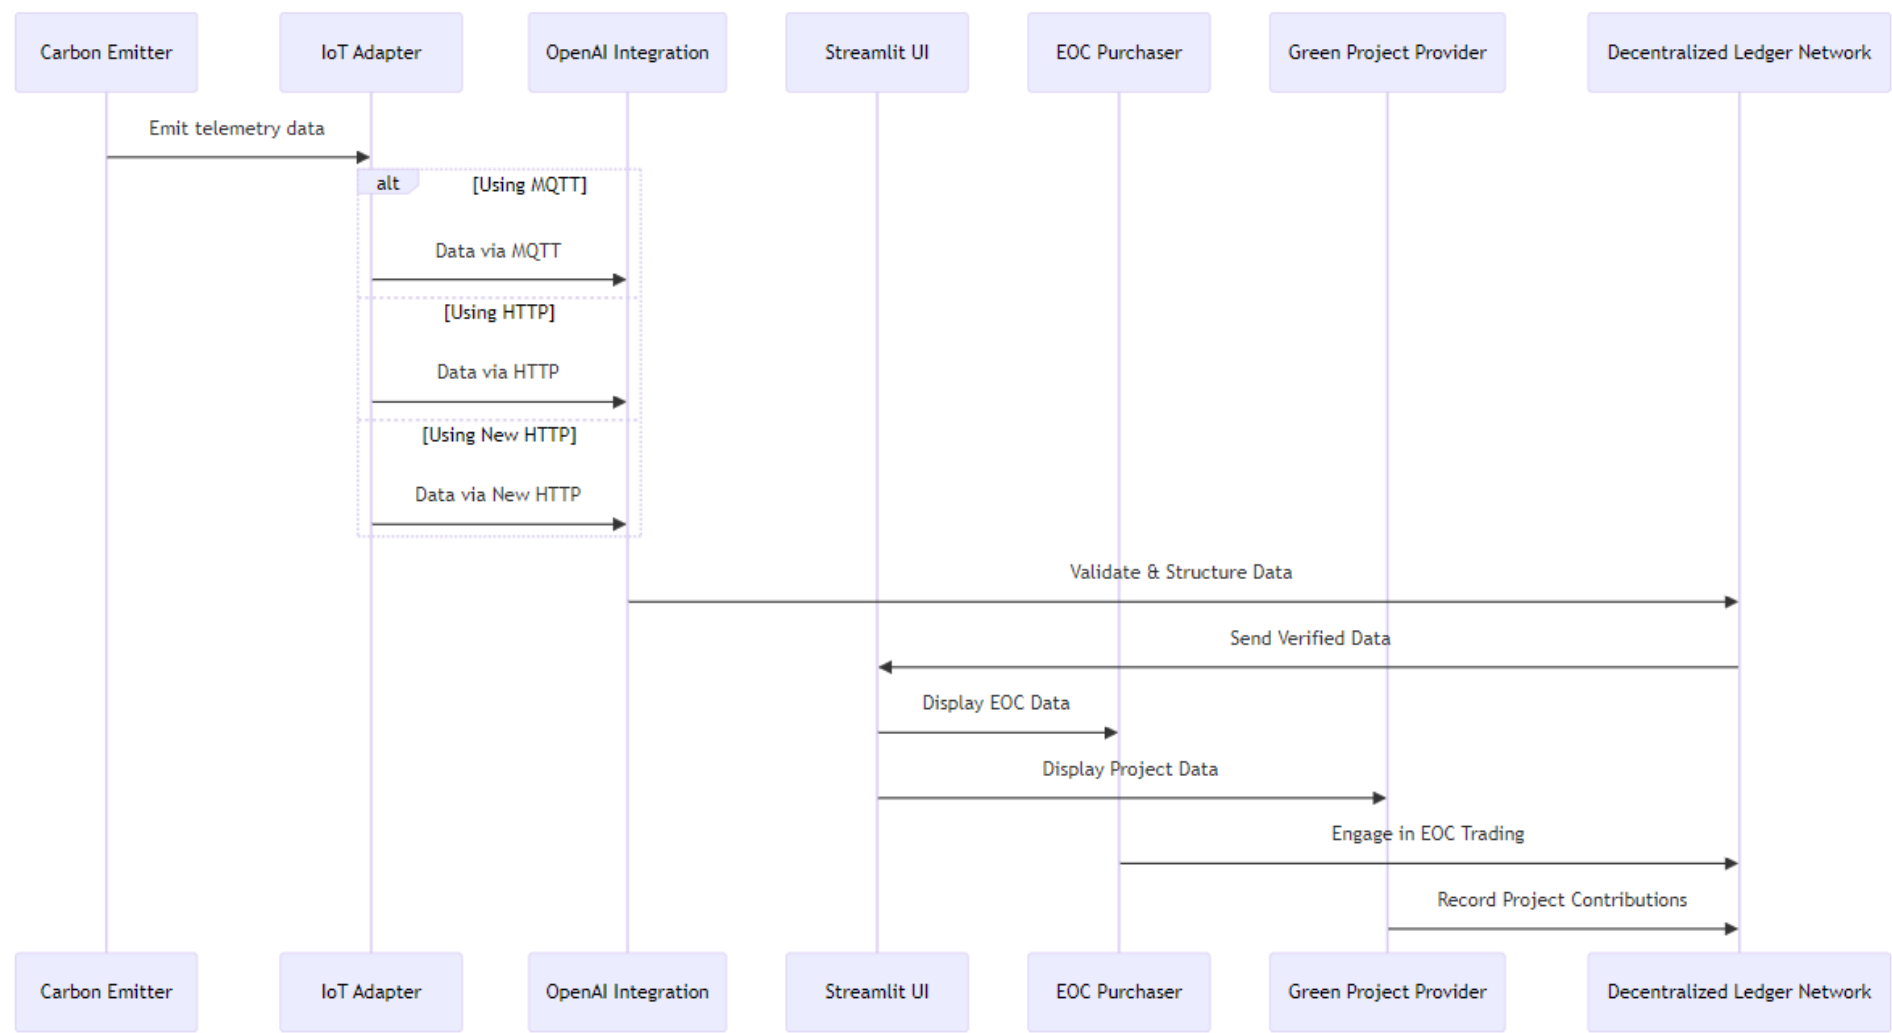 Carbon Emitter
IoT Adapter
OpenAI Integration
Streamlit UI
EOC Purchaser
Green Project Provider
Decentralized Ledger Network
Emit telemetry data
alt
[Using MQTT]
Data via MQTT
[Using HTTP]
Data via HTTP
[Using New HTTP]
Data via New HTTP
Validate & Structure Data
Send Verified Data
Display EOC Data
Display Project Data
Engage in EOC Trading
Record Project Contributions
Carbon Emitter
IoT Adapter
OpenAI Integration
Streamlit UI
EOC Purchaser
Green Project Provider
Decentralized Ledger Network